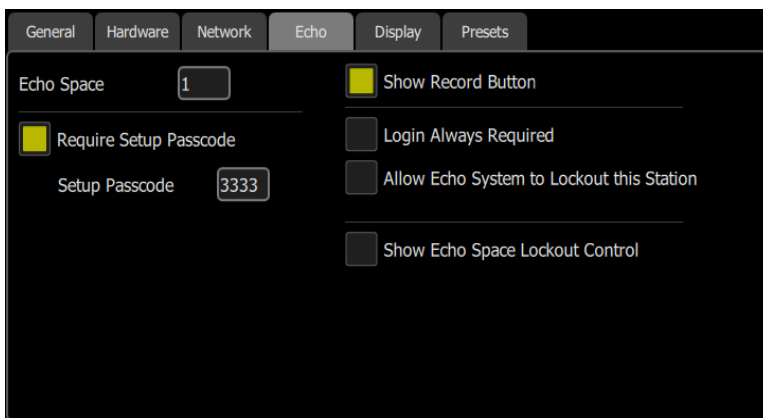 General Hardware Network Echo Display Presets
Echo Space 1
Require Setup Passcode
Setup Passcode 3333
Show Record Button
Login Always Required
Allow Echo System to Lockout this Station
Show Echo Space Lockout Control